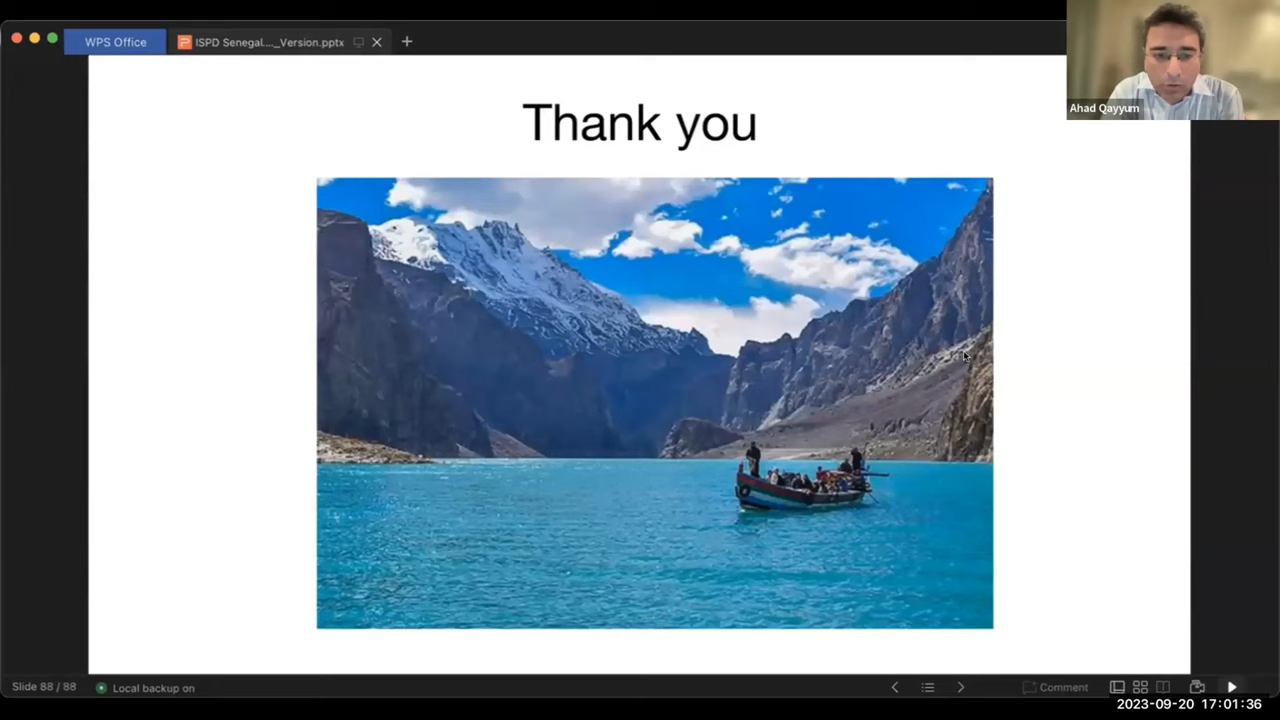 WPS Office
ISPD Senegal...._Version.pptx
Ahad Qayyum
Thank you
Slide 88 / 88
Local backup on
Comment
2023-09-20 17:01:36